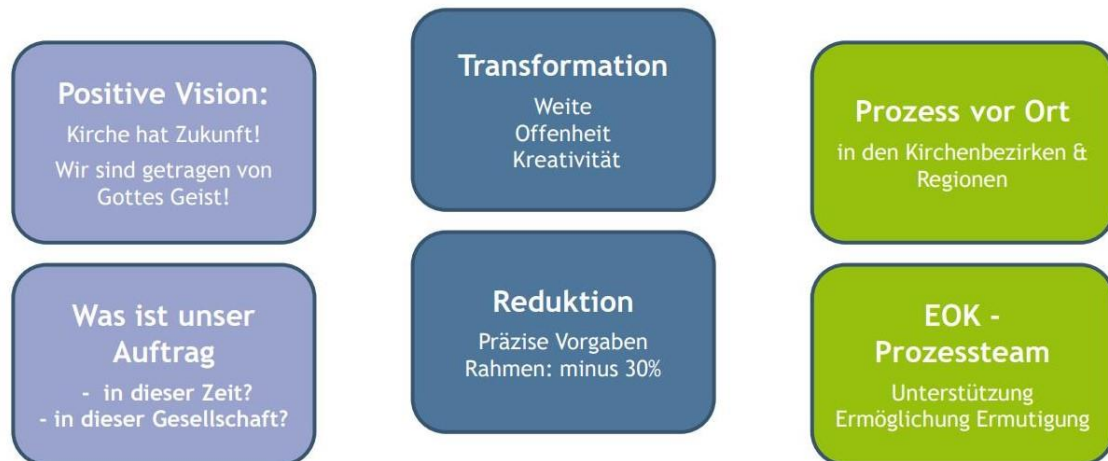 Positive Vision:
Kirche hat Zukunft!
Wir sind getragen von
Gottes Geist!
Was ist unser
Auftrag
- in dieser Zeit?
- in dieser Gesellschaft?
Transformation
Weite
Offenheit
Kreativität
Reduktion
Präzise Vorgaben
Rahmen: minus 30%
Prozess vor Ort
in den Kirchenbezirken &
Regionen
EOK -
Prozessteam
Unterstützung
Ermöglichung Ermutigung